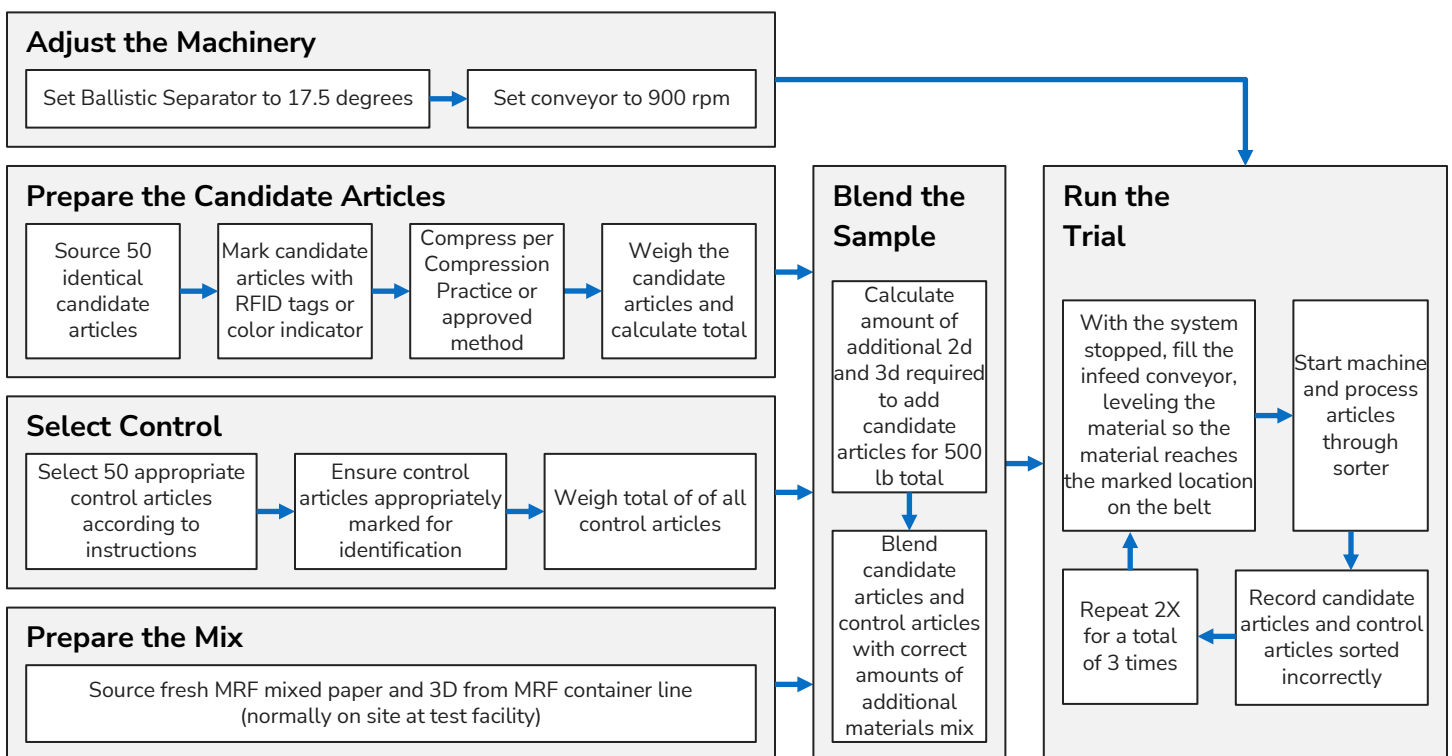 Adjust the Machinery
Set Ballistic Separator to 17.5 degrees
Set conveyor to 900 rpm
Prepare the Candidate Articles
Source 50
identical
candidate
articles
Mark candidate
articles with
RFID tags or
color indicator
Compress per
Compression
Practice or
approved
method
Weigh the
candidate
articles and
calculate total
Select Control
Select 50 appropriate
control articles
according to
instructions
Ensure control
articles appropriately
marked for
identification
Weigh total of of all
control articles
Prepare the Mix
Source fresh MRF mixed paper and 3D from MRF container line
(normally on site at test facility)
Blend the
Sample
Calculate
amount of
additional 2d
and 3d required
to add
candidate
articles for 500
lb total
Blend
candidate
articles and
control articles
with correct
amounts of
additional
materials mix
Run the
Trial
With the system
stopped, fill the
infeed conveyor,
leveling the
material so the
material reaches
the marked location
on the belt
Start machine
and process
articles
through
sorter
Record candidate
articles and control
articles sorted
incorrectly
Repeat 2X
for a total
of 3 times